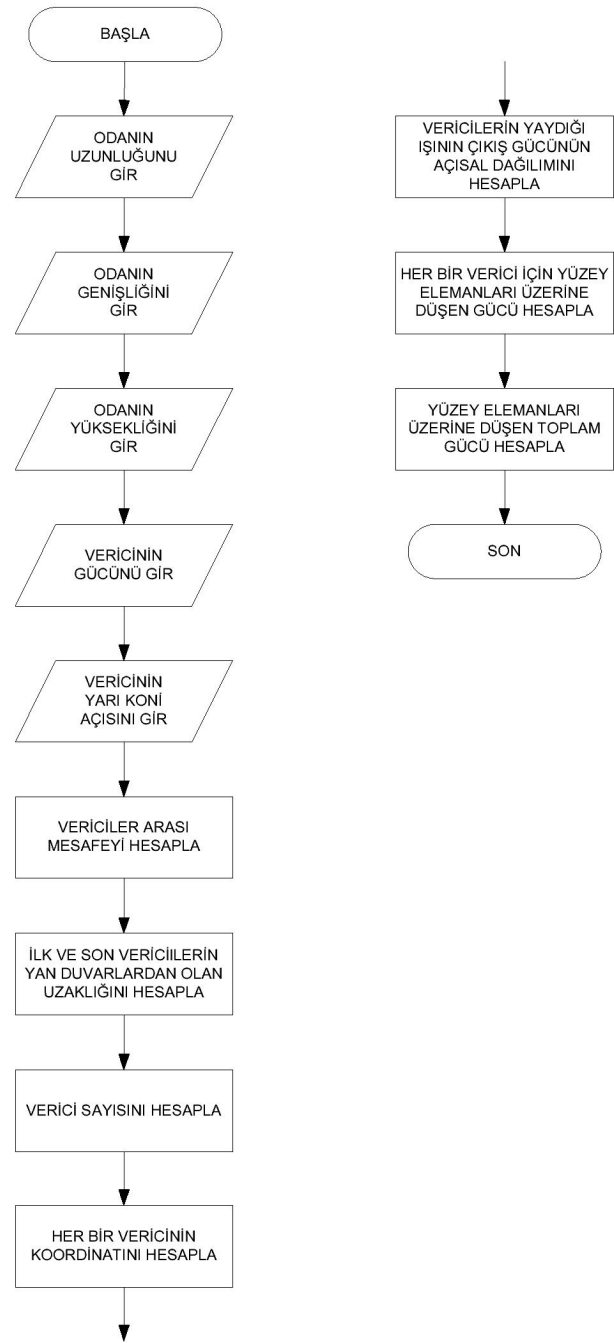 BAŞLA
ODANIN
UZUNLUĞUNU
GİR
ODANIN
GENİŞLİĞİNİ
GİR
ODANIN
YÜKSEKLİĞİNİ
GİR
VERİCİNİN
GÜCÜNÜ GİR
VERİCİNİN
YARI KONİ
AÇISINI GİR
VERİCİLER ARASI
MESAFEYİ HESAPLA
İLK VE SON VERİCİİLERİN
YAN DUVARLARDAN OLAN
UZAKLIĞINI HESAPLA
VERİCİ SAYISINI HESAPLA
HER BİR VERİCİNİN
KOORDİNATINI HESAPLA
VERİCİLERİN YAYDIĞI
IŞININ ÇIKIŞ GÜCÜNÜN
AÇISAL DAĞILIMINI
HESAPLA
HER BİR VERİCİ İÇİN YÜZEY
ELEMANLARI ÜZERİNE
DÜŞEN GÜCÜ HESAPLA
YÜZEY ELEMANLARI
ÜZERİNE DÜŞEN TOPLAM
GÜCÜ HESAPLA
SON